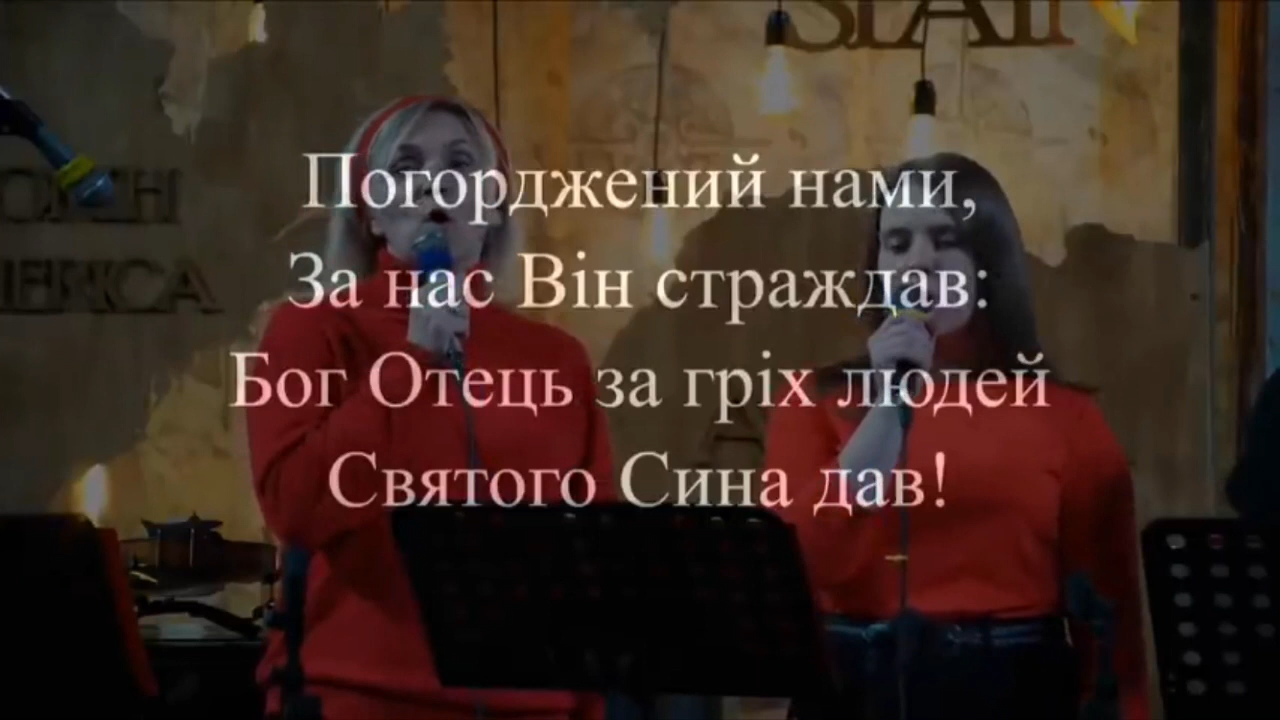 Погорджений нами,
За нас Він страждав:
Бог Отець за гріх людей
Святого Сина дав!